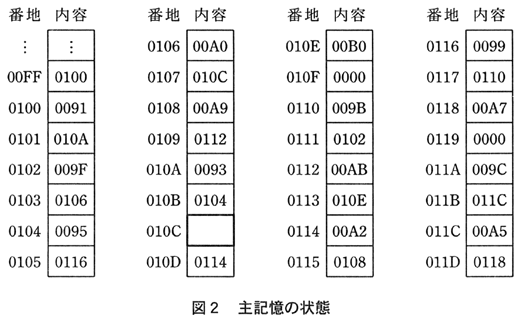 番地 内容 番地 内容 番地 内容 番地 内容
⋮ ⋮ 0106 00A0 010E 00B0 0116 0099
00FF 0100 0107 010C 010F 0000 0117 0110
0100 0091 0108 00A9 0110 009B 0118 00A7
0101 010A 0109 0112 0111 0102 0119 0000
0102 009F 010A 0093 0112 00AB 011A 009C
0103 0106 010B 0104 0113 010E 011B 011C
0104 0095 010C 0114 00A2 011C 00A5
0105 0116 010D 0114 0115 0108 011D 0118
図2 主記憶の状態